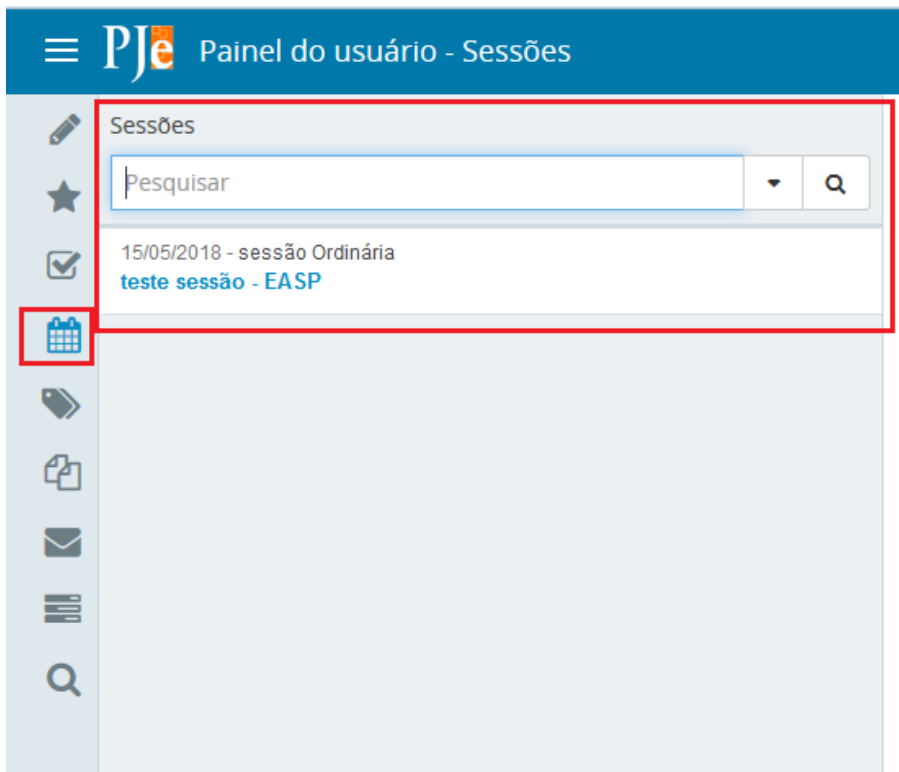 PJe Painel do usuário - Sessões
Sessões
Pesquisar
15/05/2018 - sessão Ordinária
teste sessão - EASP